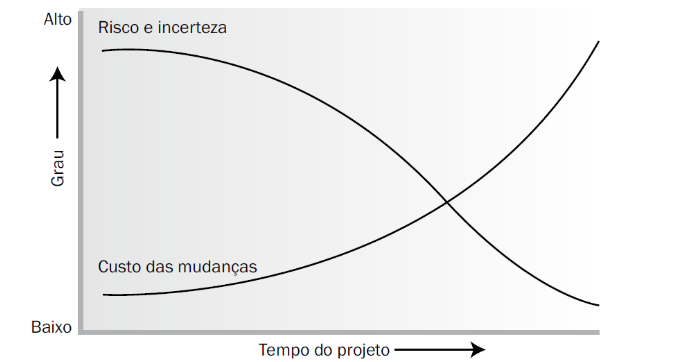 Alto
Risco e incerteza
Grau
Custo das mudanças
Baixo
Tempo do projeto